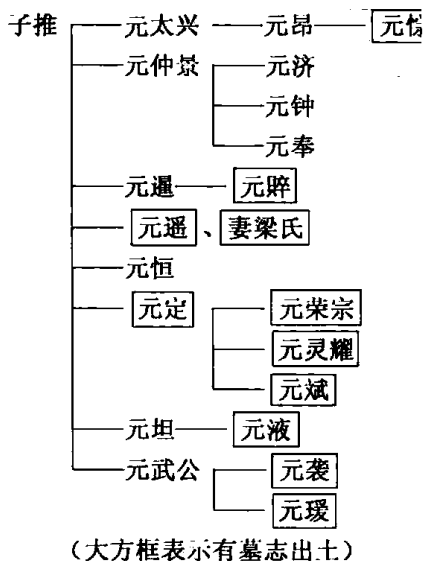 子推 元太兴 元昂 元
元仲景 元济
元钟
元奉
元暹 元睟
元遥、妻梁氏
元恒
元定 元荣宗
元灵耀
元斌
元坦 元液
元武公 元袭
元瑗
（大方框表示有墓志出土）